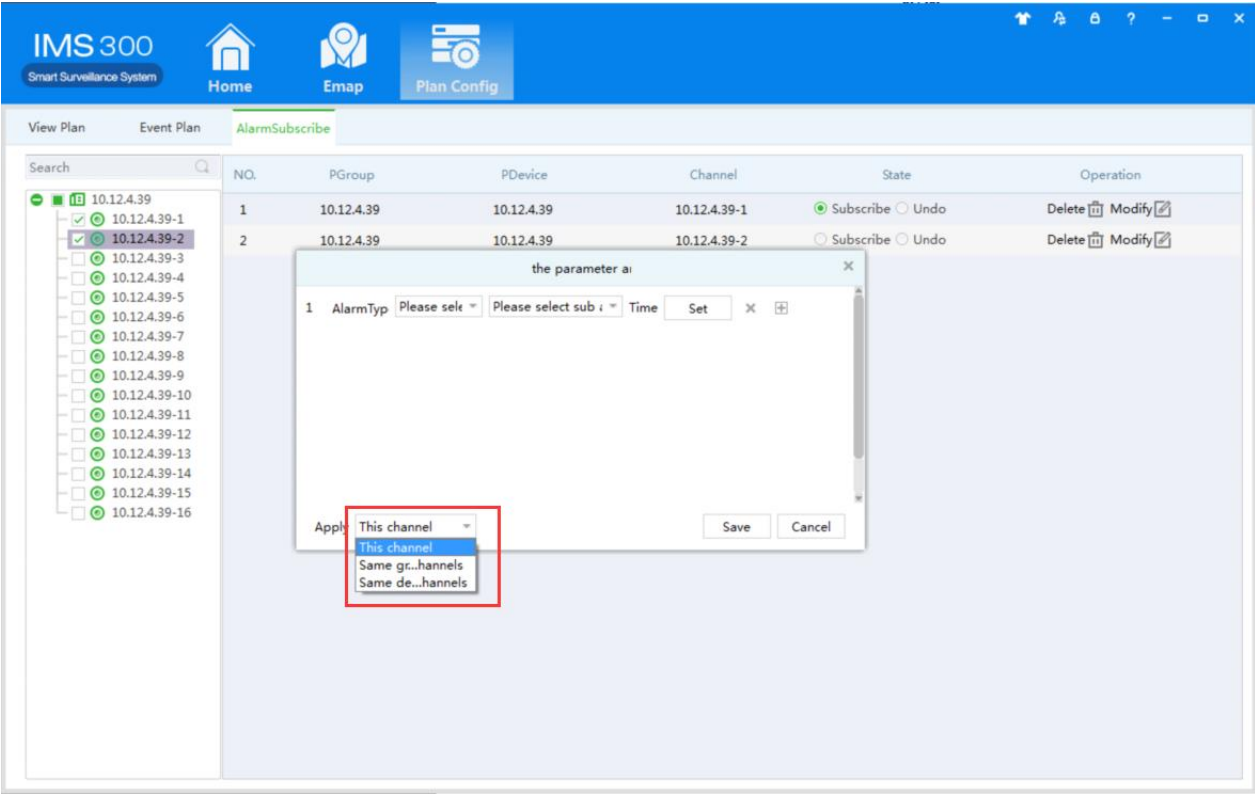 IMS 300
Smart Surveillance System
Home
Emap
Plan Config
?
View Plan
Event Plan
AlarmSubscribe
Search
10.12.4.39
10.12.4.39-1
10.12.4.39-2
10.12.4.39-3
10.12.4.39-4
10.12.4.39-5
10.12.4.39-6
10.12.4.39-7
10.12.4.39-8
10.12.4.39-9
10.12.4.39-10
10.12.4.39-11
10.12.4.39-12
10.12.4.39-13
10.12.4.39-14
10.12.4.39-15
10.12.4.39-16
NO. PGroup PDevice Channel State Operation
1 10.12.4.39 10.12.4.39 10.12.4.39-1 Subscribe Undo Delete Modify
2 10.12.4.39 10.12.4.39 10.12.4.39-2 Subscribe Undo Delete Modify
the parameter ar
1 AlarmTyp Please sele Please select sub a Time Set
Apply This channel Save Cancel
This channel
Same gr...hannels
Same de...hannels